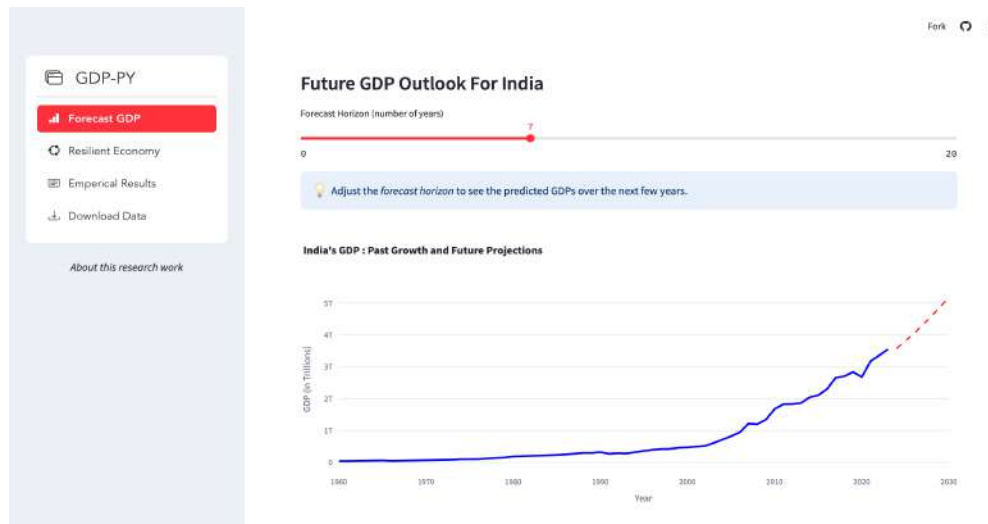 Fork
GDP-PY
Forecast GDP
Resilient Economy
Emperical Results
Download Data
About this research work
Future GDP Outlook For India
Forecast Horizon (number of years)
7
0 20
Adjust the forecast horizon to see the predicted GDPs over the next few years.
India's GDP : Past Growth and Future Projections
5T
4T
3T
2T
1T
0
GDP (in Trillions)
1960 1970 1980 1990 2000 2010 2020 2030
Year